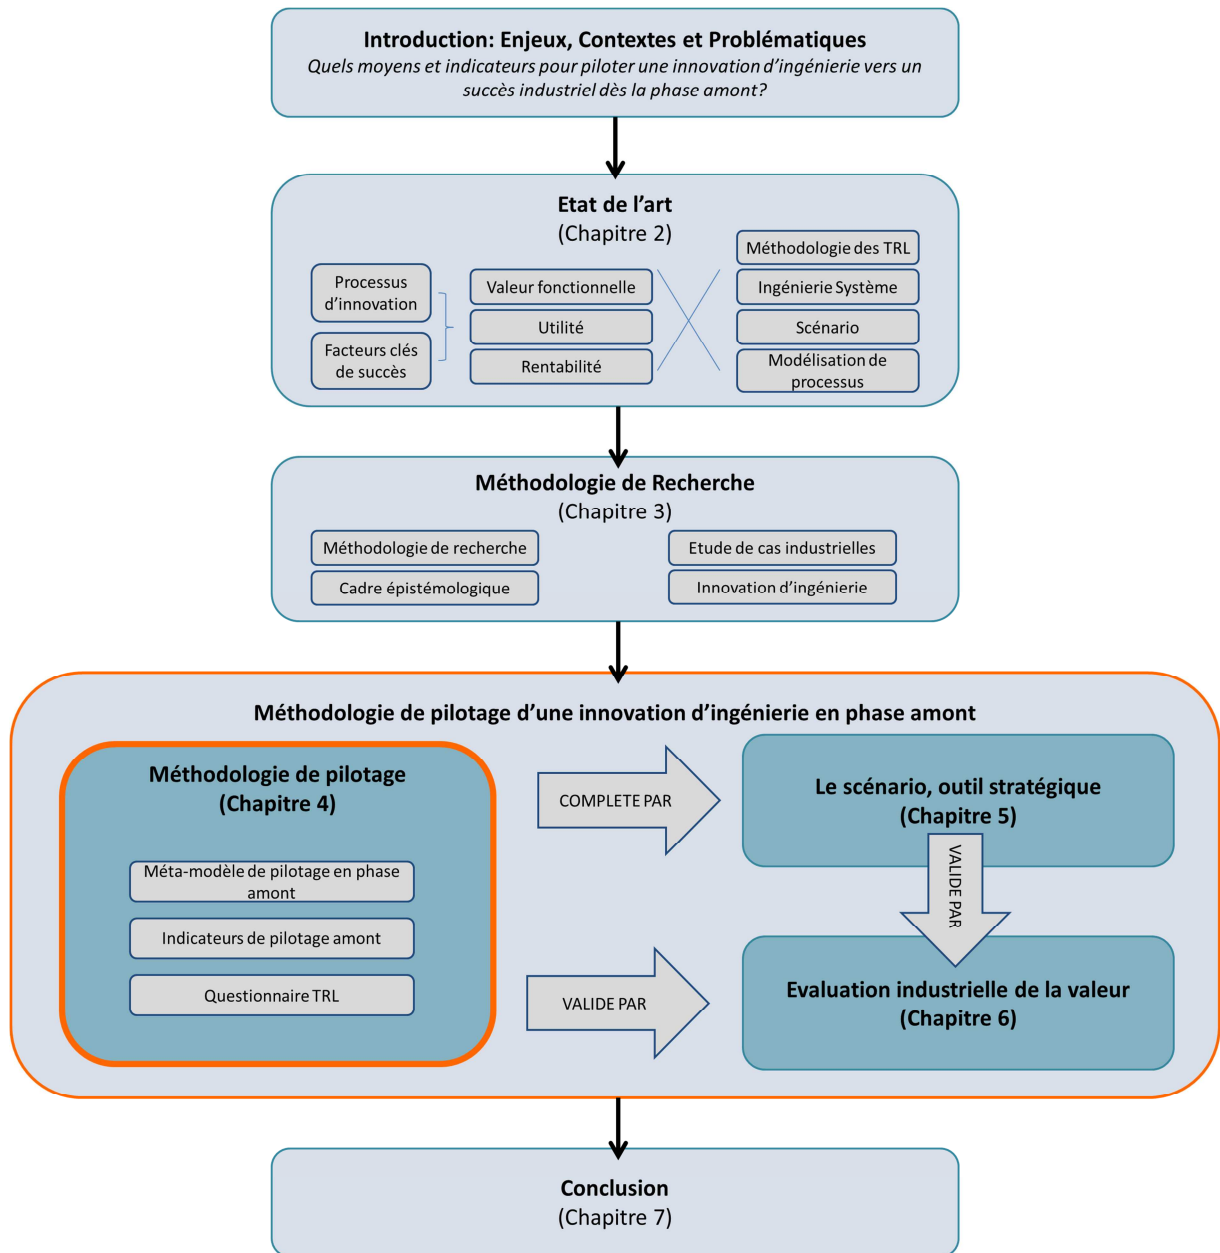 Introduction: Enjeux, Contextes et Problématiques
Quels moyens et indicateurs pour piloter une innovation d’ingénierie vers un
succès industriel dès la phase amont?
Etat de l’art
(Chapitre 2)
Processus
d’innovation
Facteurs clés
de succès
Valeur fonctionnelle
Utilité
Rentabilité
Méthodologie des TRL
Ingénierie Système
Scénario
Modélisation de
processus
Méthodologie de Recherche
(Chapitre 3)
Méthodologie de recherche
Cadre épistémologique
Etude de cas industrielles
Innovation d’ingénierie
Méthodologie de pilotage d’une innovation d’ingénierie en phase amont
Méthodologie de pilotage
(Chapitre 4)
Méta-modèle de pilotage en phase
amont
Indicateurs de pilotage amont
Questionnaire TRL
COMPLETE PAR
VALIDE PAR
Le scénario, outil stratégique
(Chapitre 5)
VALIDE PAR
Evaluation industrielle de la valeur
(Chapitre 6)
Conclusion
(Chapitre 7)